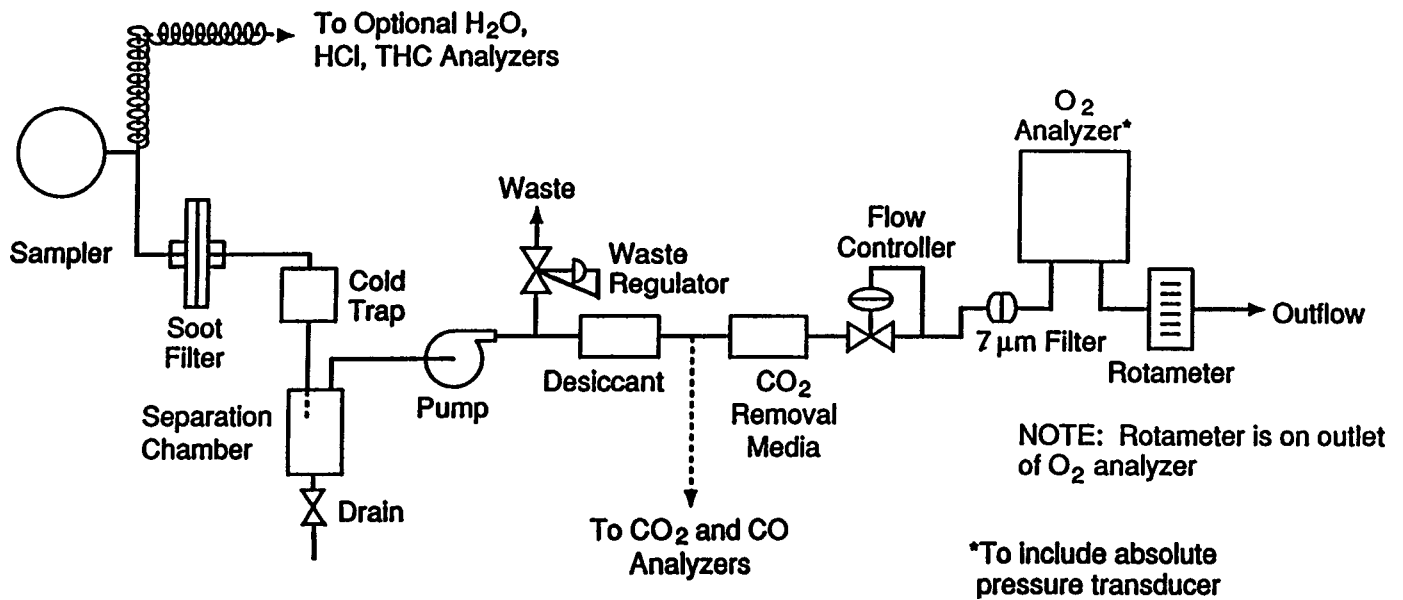 To Optional H₂O,
HCl, THC Analyzers
Sampler
Soot
Filter
Cold
Trap
Separation
Chamber
Drain
Pump
Waste
Waste
Regulator
Desiccant
To CO₂ and CO
Analyzers
CO₂
Removal
Media
Flow
Controller
7 μm Filter
O₂
Analyzer*
Rotameter
Outflow
NOTE: Rotameter is on outlet
of O₂ analyzer
*To include absolute
pressure transducer